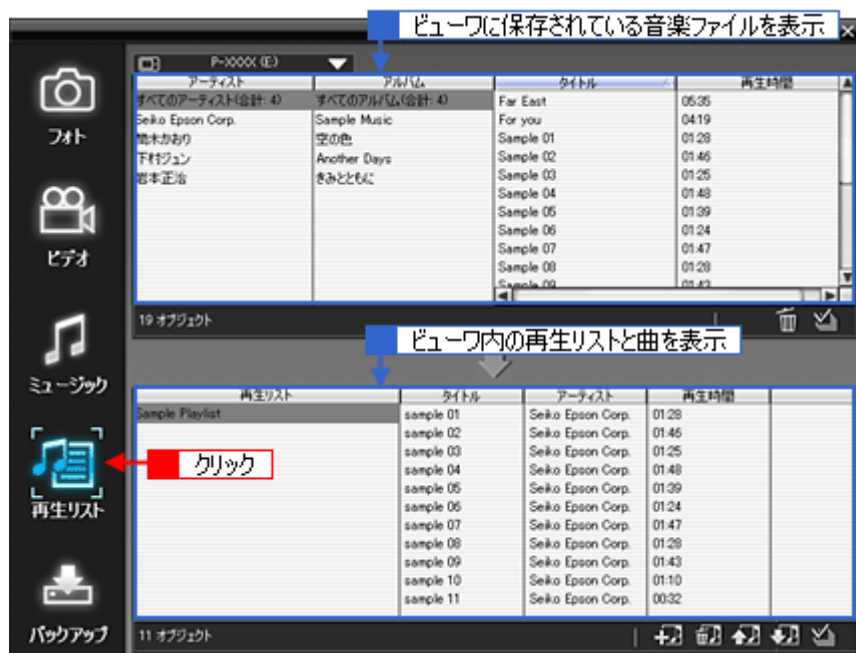 ビューワに保存されている音楽ファイルを表示
P-XXXX (E)
アーティスト アルバム タイトル 再生時間
すべてのアーティスト(合計: 4) すべてのアルバム(合計: 4) Far East 05:35
Seiko Epson Corp. Sample Music For you 04:19
間木かおり 空の色 Sample 01 01:28
下村ジュン Another Days Sample 02 01:46
岩本正治 きみとともに Sample 03 01:25
Sample 04 01:48
Sample 05 01:39
Sample 06 01:24
Sample 07 01:47
Sample 08 01:28
Sample 09 01:43
19 オブジェクト
ビューワ内の再生リストと曲を表示
再生リスト タイトル アーティスト 再生時間
Sample Playlist sample 01 Seiko Epson Corp. 01:28
sample 02 Seiko Epson Corp. 01:46
sample 03 Seiko Epson Corp. 01:25
sample 04 Seiko Epson Corp. 01:48
sample 05 Seiko Epson Corp. 01:39
sample 06 Seiko Epson Corp. 01:24
sample 07 Seiko Epson Corp. 01:47
sample 08 Seiko Epson Corp. 01:28
sample 09 Seiko Epson Corp. 01:43
sample 10 Seiko Epson Corp. 01:10
sample 11 Seiko Epson Corp. 00:32
11 オブジェクト
フォト
ビデオ
ミュージック
クリック
再生リスト
バックアップ